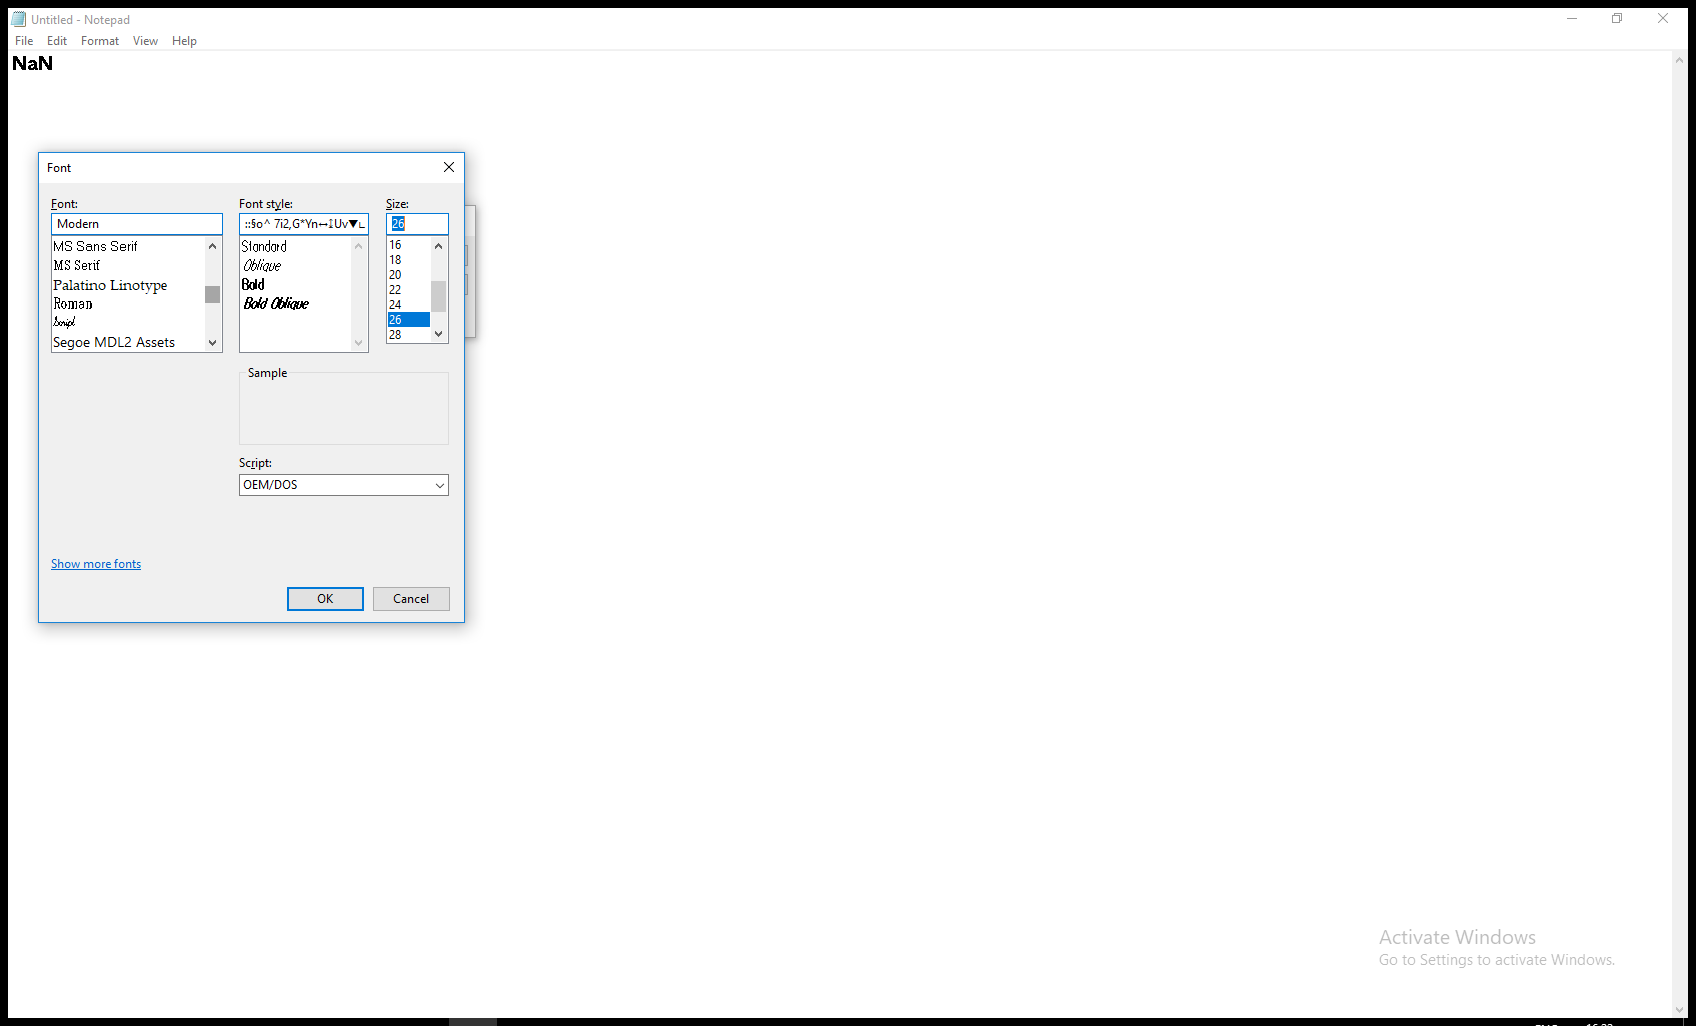 Untitled - Notepad
File Edit Format View Help
NaN
Font
Font: Font style: Size:
Modern ::§o^ 7i2,G*Yn↔↨Uv▼∟ 26
MS Sans Serif
MS Serif
Palatino Linotype
Roman
Script
Segoe MDL2 Assets
Standard
Oblique
Bold
Bold Oblique
16
18
20
22
24
26
28
Sample
Script:
OEM/DOS
Show more fonts
OK Cancel
Activate Windows
Go to Settings to activate Windows.